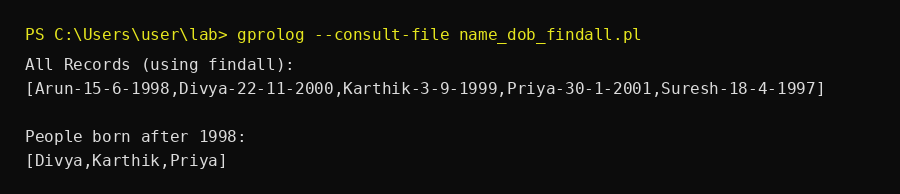 PS C:\Users\user\lab> gprolog --consult-file name_dob_findall.pl
All Records (using findall):
[Arun-15-6-1998,Divya-22-11-2000,Karthik-3-9-1999,Priya-30-1-2001,Suresh-18-4-1997]
People born after 1998:
[Divya,Karthik,Priya]